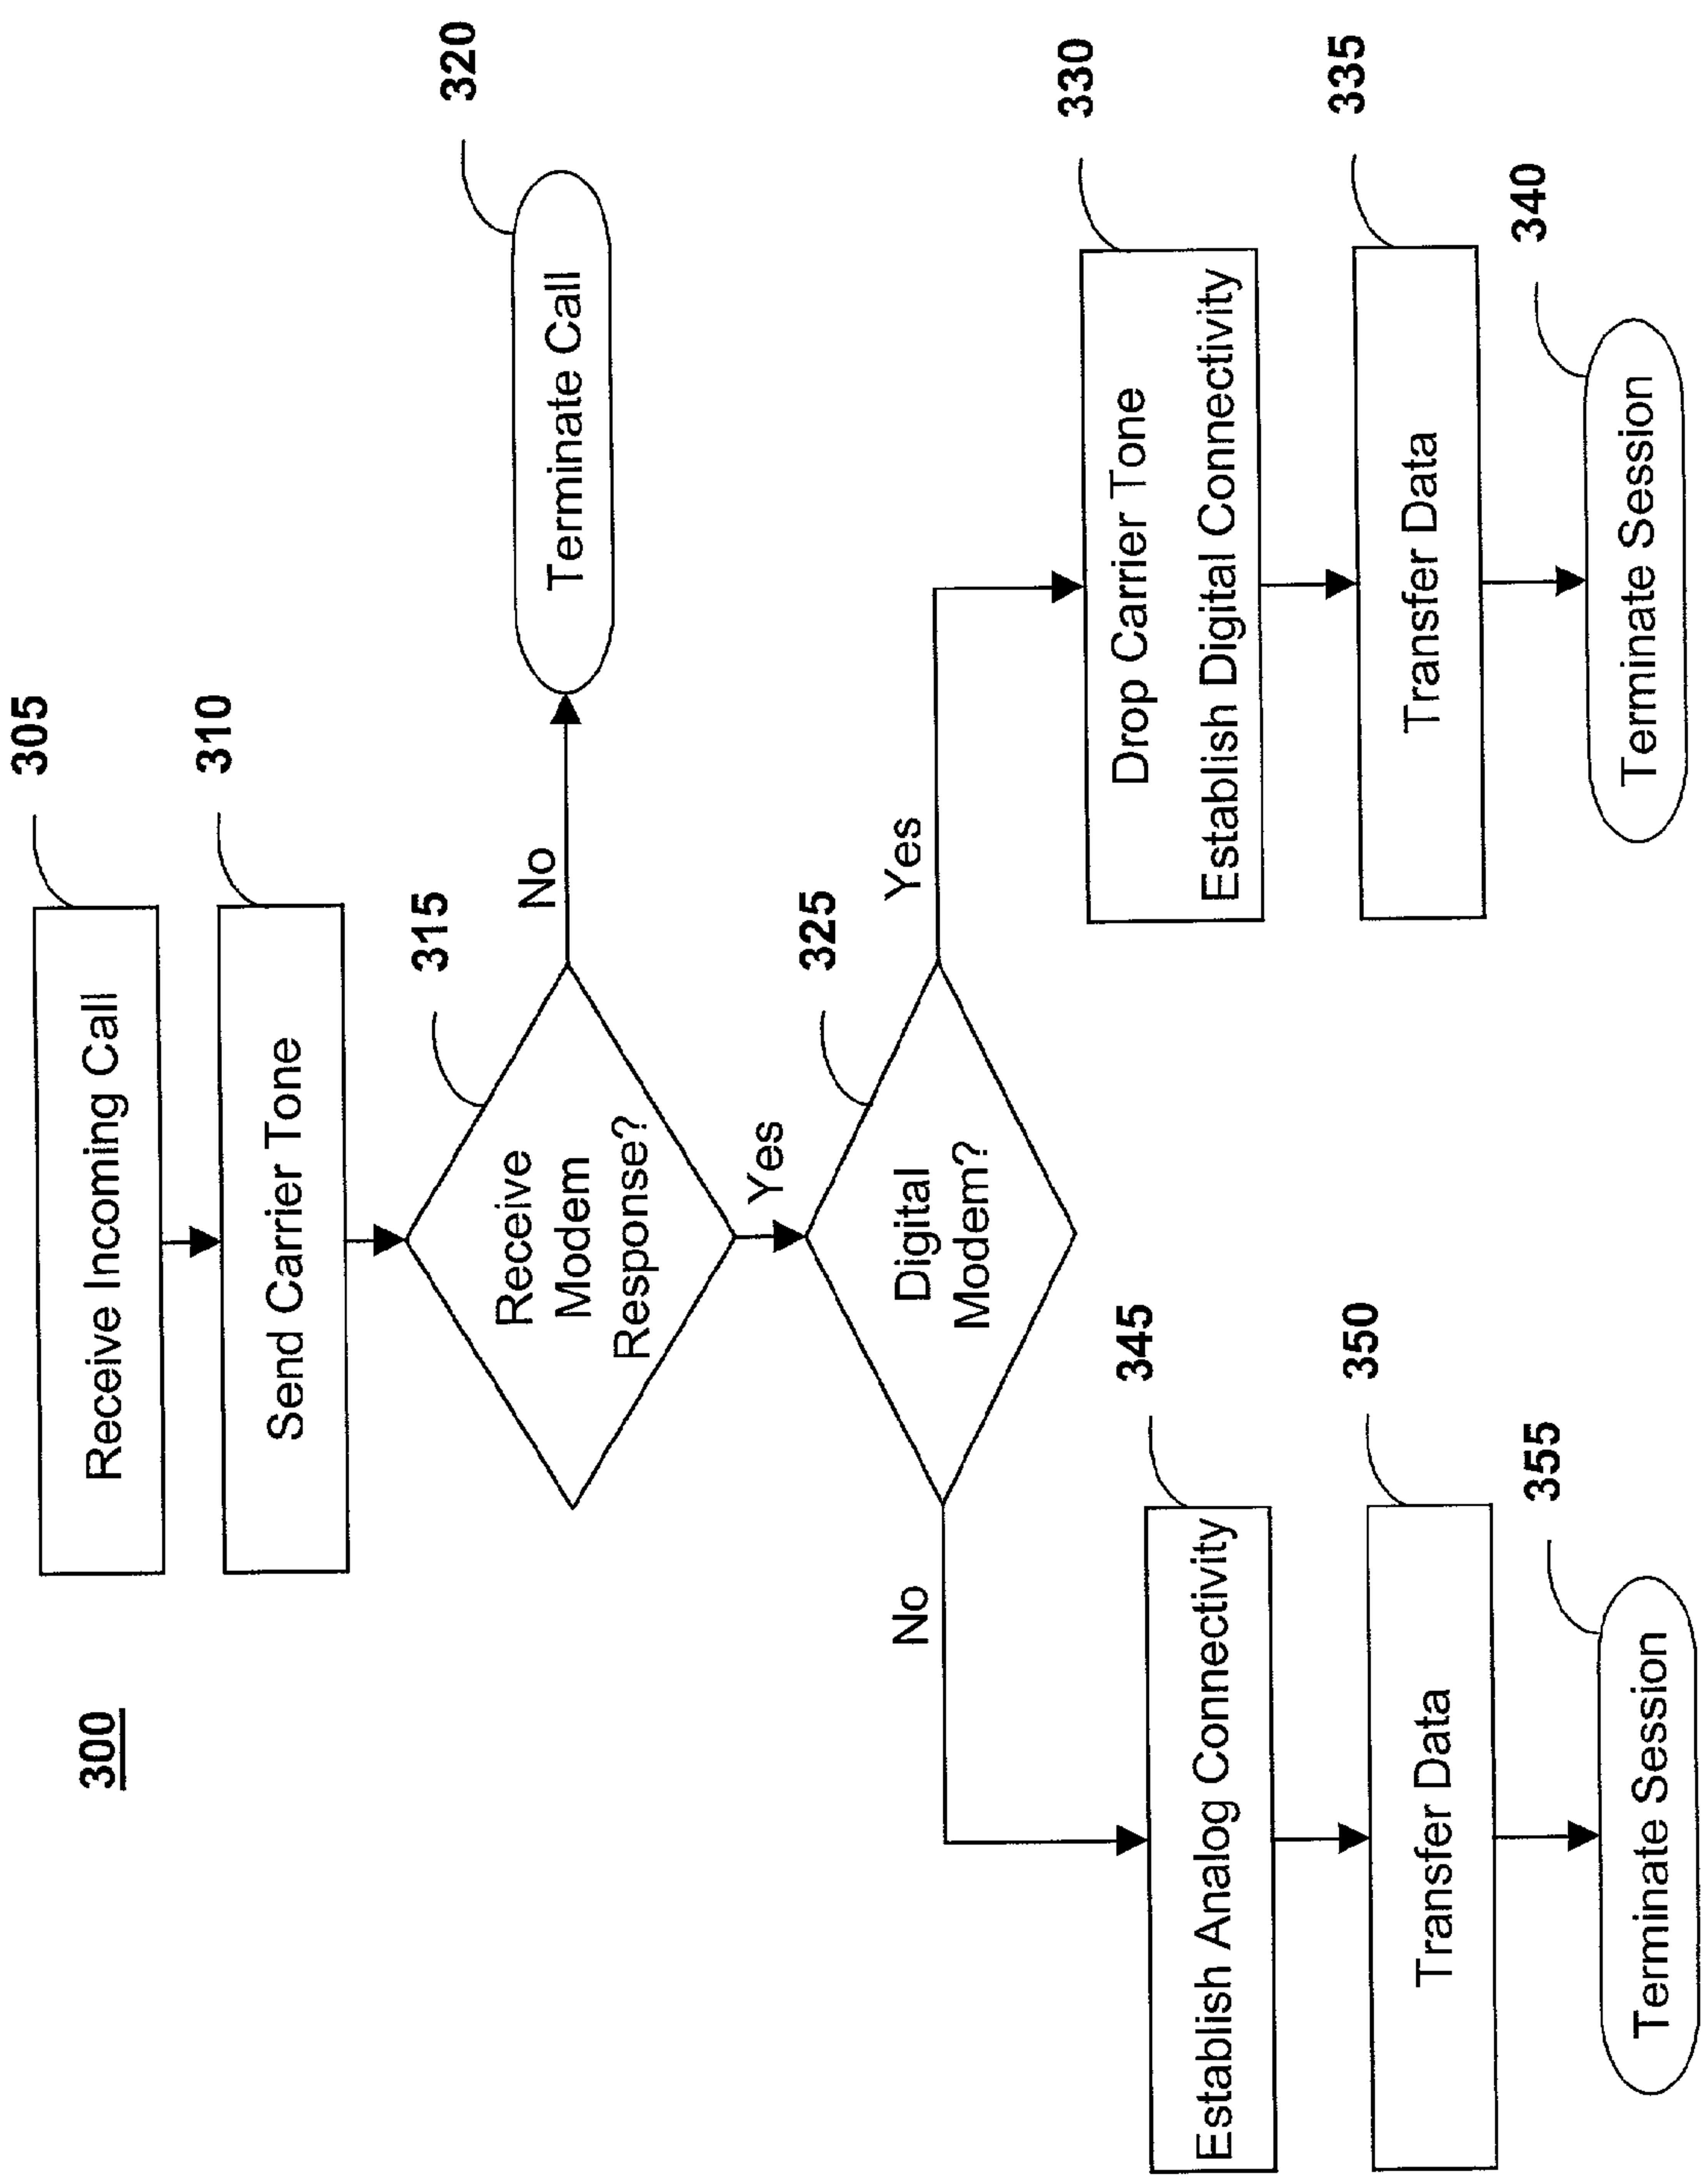 300
305
Receive Incoming Call
310
Send Carrier Tone
315
Receive
Modem
Response?
No
320
Terminate Call
Yes
325
Digital
Modem?
No
Yes
330
Drop Carrier Tone
Establish Digital Connectivity
335
Transfer Data
340
Terminate Session
345
Establish Analog Connectivity
350
Transfer Data
355
Terminate Session